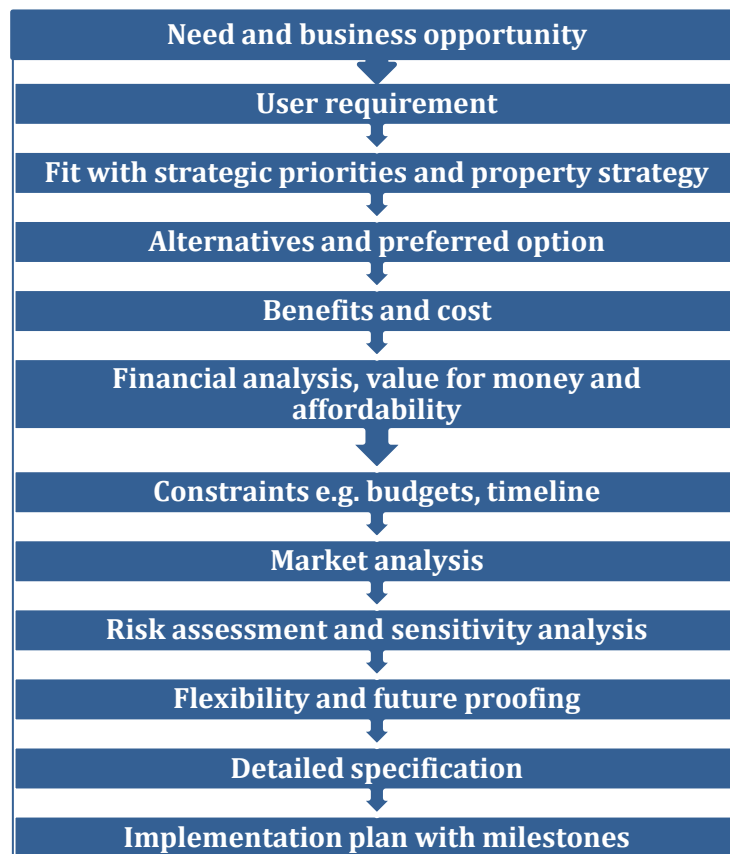 Need and business opportunity
User requirement
Fit with strategic priorities and property strategy
Alternatives and preferred option
Benefits and cost
Financial analysis, value for money and
affordability
Constraints e.g. budgets, timeline
Market analysis
Risk assessment and sensitivity analysis
Flexibility and future proofing
Detailed specification
Implementation plan with milestones